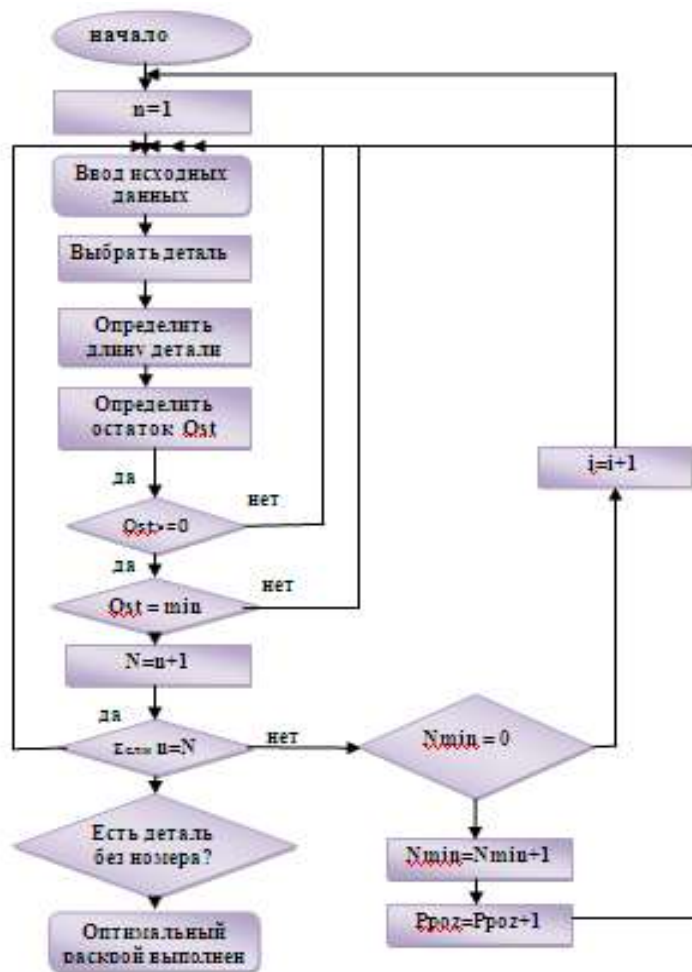 начало
n=1
Ввод исходных
данных
Выбрать деталь
Определить
длину детали
Определить
остаток Ost
да
нет
Ost>=0
да
нет
Ost = min
N=n+1
да
Если n=N
нет
Есть деталь
без номера?
Оптимальный
раскрой выполнен
i=i+1
Nmin = 0
Nmin=Nmin+1
Ppoz=Ppoz+1